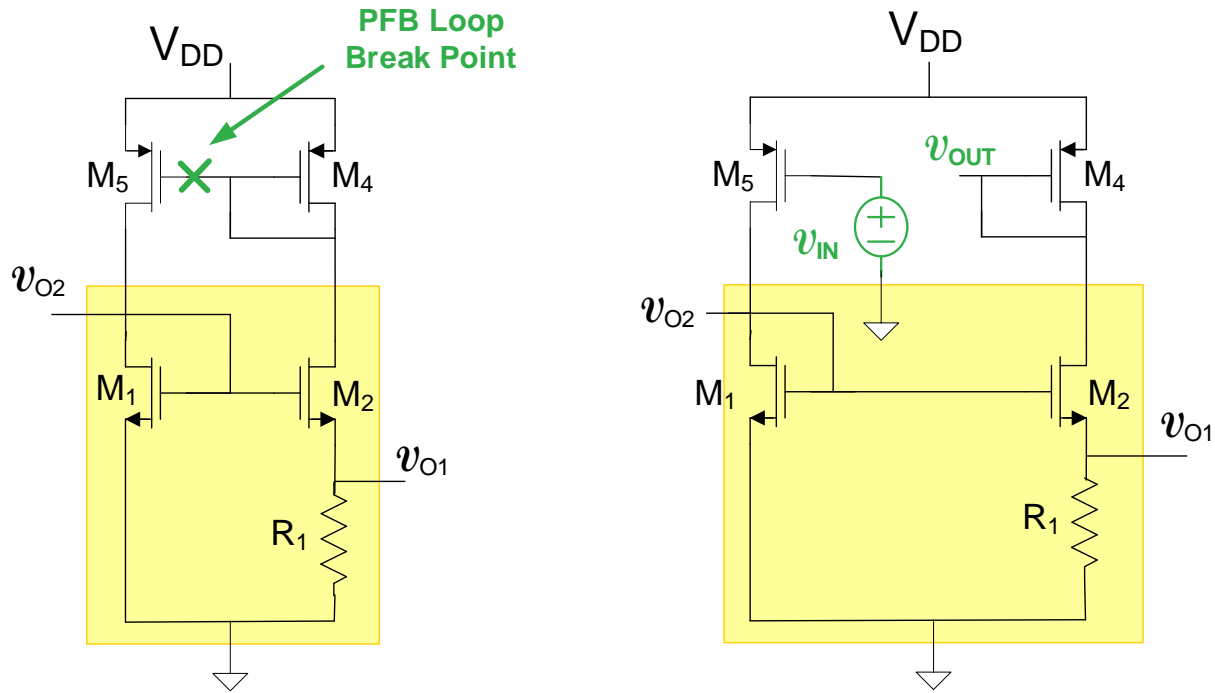 PFB Loop
Break Point
V_DD
M_5
M_4
v_O2
M_1
M_2
v_O1
R_1
V_DD
M_5
v_OUT
M_4
v_IN
+
−
v_O2
M_1
M_2
v_O1
R_1